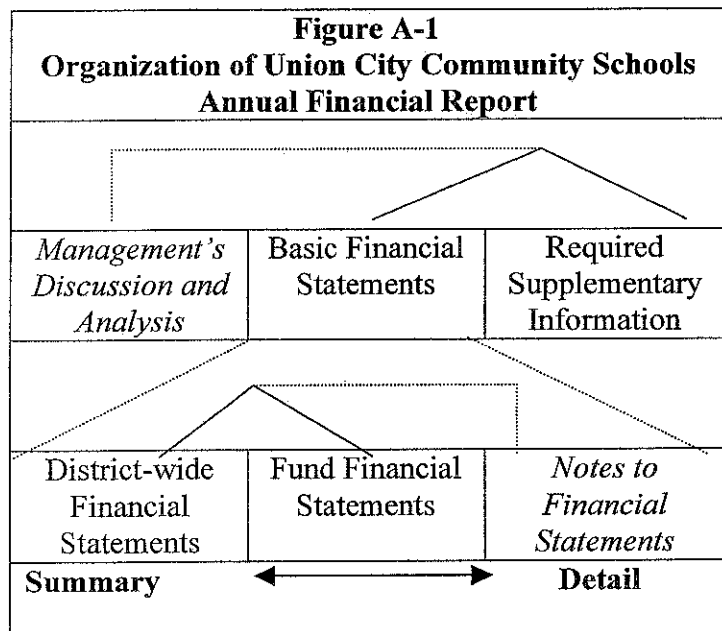 Figure A-1
Organization of Union City Community Schools
Annual Financial Report
Management's
Discussion and
Analysis
Basic Financial
Statements
Required
Supplementary
Information
District-wide
Financial
Statements
Fund Financial
Statements
Notes to
Financial
Statements
Summary
Detail